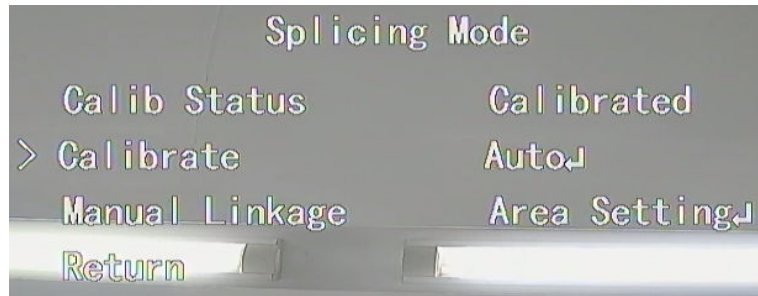 Splicing Mode
Calib Status Calibrated
> Calibrate Auto↵
Manual Linkage Area Setting↵
Return